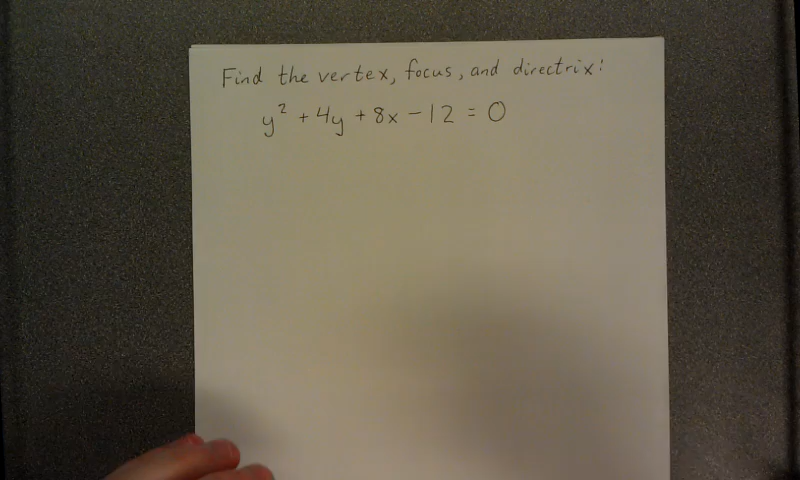 Find the vertex, focus, and directrix:
y² + 4y + 8x - 12 = 0